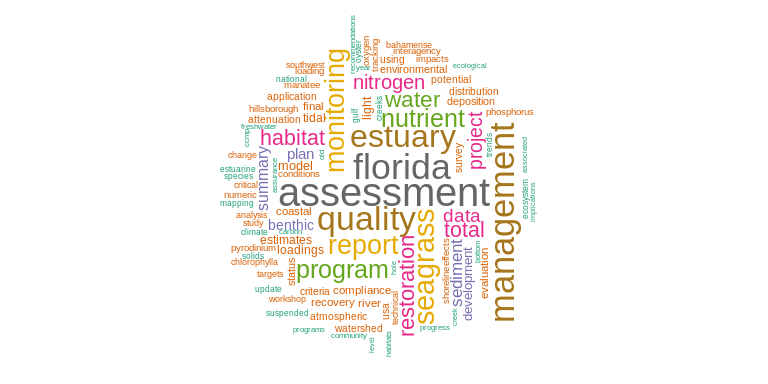 recommendations
oyster
year
oxygen
tracking
bahamense
interagency
using
impacts
environmental
ecological
southwest
loading
national
manatee
monitoring
nitrogen
potential
application
water
distribution
deposition
hillsborough
final
light
gulf
creeks
nutrient
phosphorus
attenuation
tidal
freshwater
ccmp
habitat
estuary
project
trends
associated
change
plan
old
florida
survey
management
estuarine
species
summary
assurance
model
conditions
critical
numeric
mapping
assessment
ecosystem
implications
analysis
study
coastal
quality
data
climate
benthic
carbon
total
estimates
report
seagrass
pyrodinium
solids
loadings
restoration
shoreline
effects
sediment
bottom
chlorophylla
status
program
hole
development
evaluation
targets
update
criteria
compliance
workshop
recovery
river
usa
technical
suspended
atmospheric
creek
progress
programs
watershed
community
level
habitats